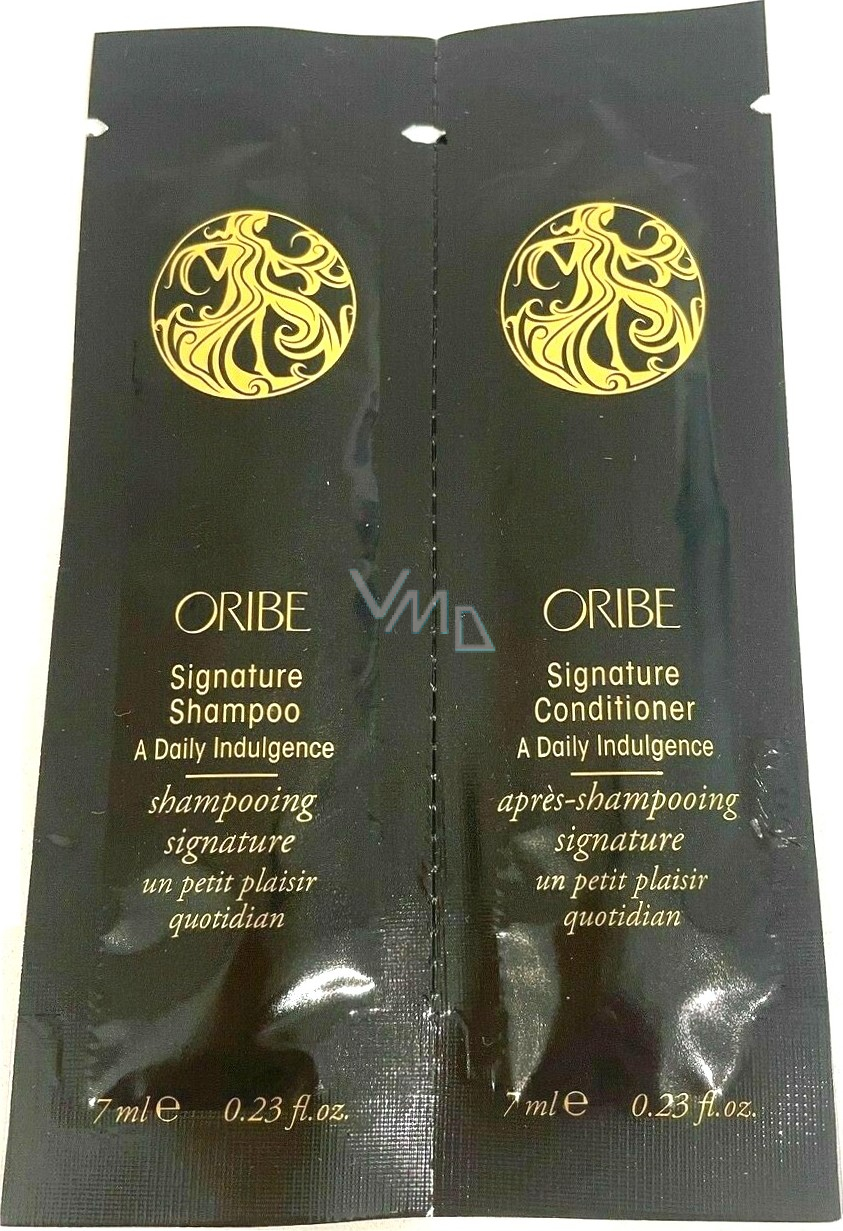 ORIBE
Signature
Shampoo
A Daily Indulgence
shampooing
signature
un petit plaisir
quotidian
7 ml e 0.23 fl.oz.
ORIBE
Signature
Conditioner
A Daily Indulgence
après-shampooing
signature
un petit plaisir
quotidian
7 ml e 0.23 fl.oz.
VMD